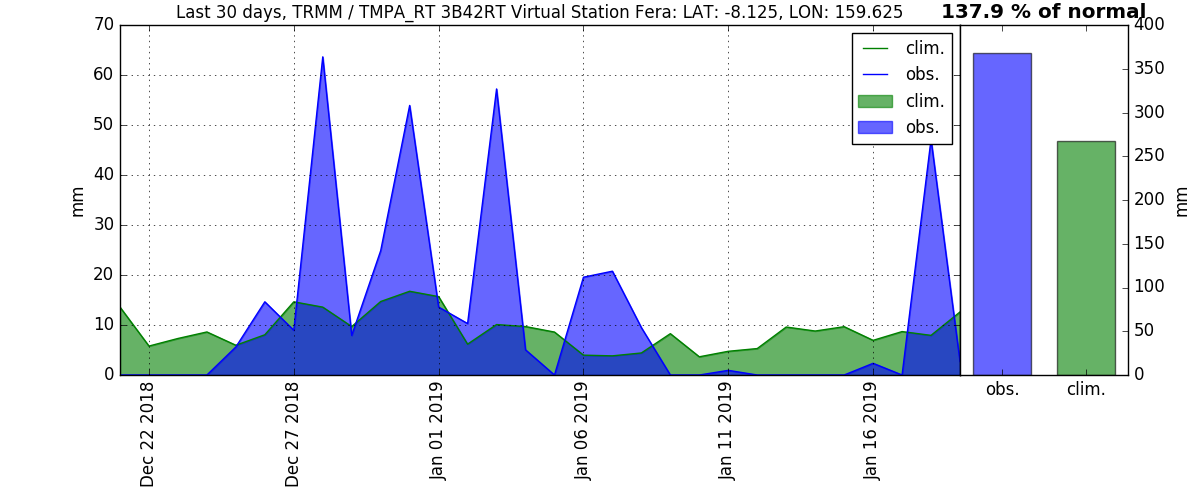 Last 30 days, TRMM / TMPA_RT 3B42RT Virtual Station Fera: LAT: -8.125, LON: 159.625
137.9 % of normal
clim.
obs.
clim.
obs.
70
60
50
40
30
20
10
0
mm
Dec 22 2018
Dec 27 2018
Jan 01 2019
Jan 06 2019
Jan 11 2019
Jan 16 2019
400
350
300
250
200
150
100
50
0
mm
obs.
clim.